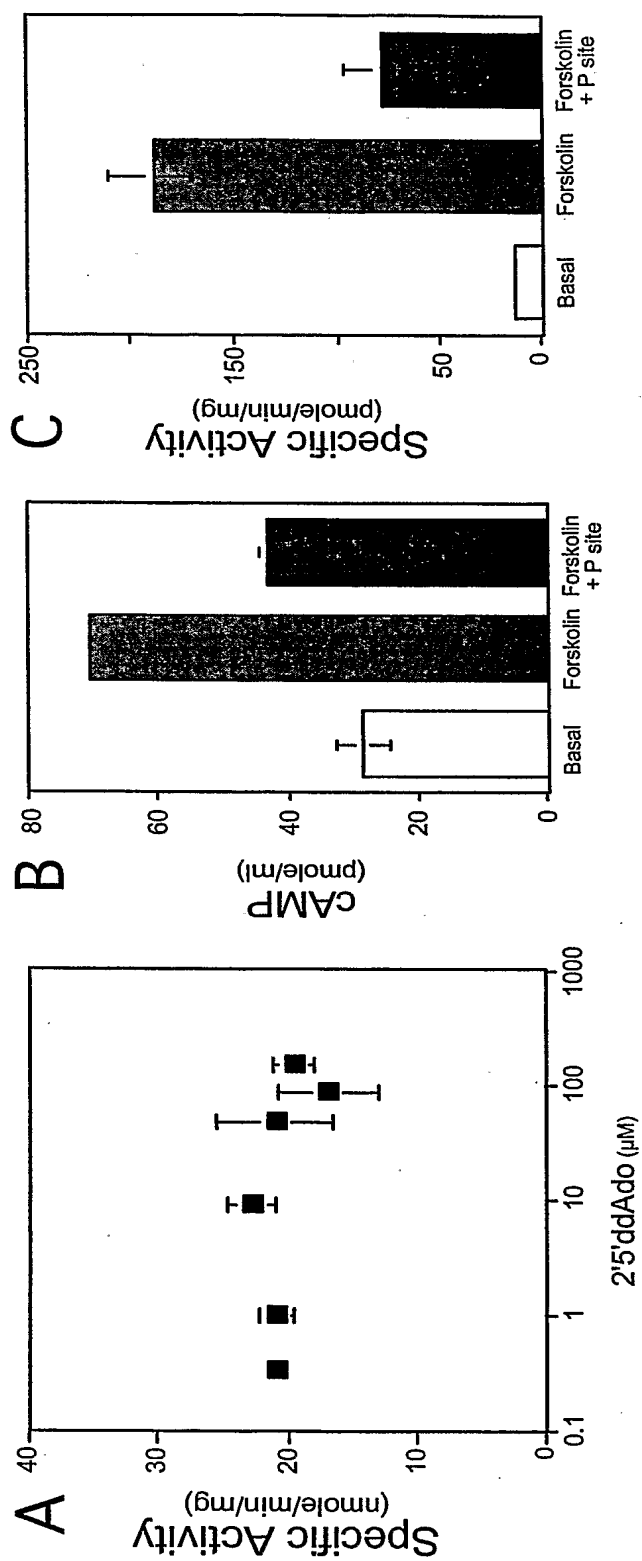 A
Specific Activity
(nmole/min/mg)
40
30
20
10
0
0.1
1
10
100
1000
2'5'ddAdo (µM)
B
cAMP
(pmole/ml)
80
60
40
20
0
Basal
Forskolin
Forskolin
+ P site
C
Specific Activity
(pmole/min/mg)
250
150
50
0
Basal
Forskolin
Forskolin
+ P site